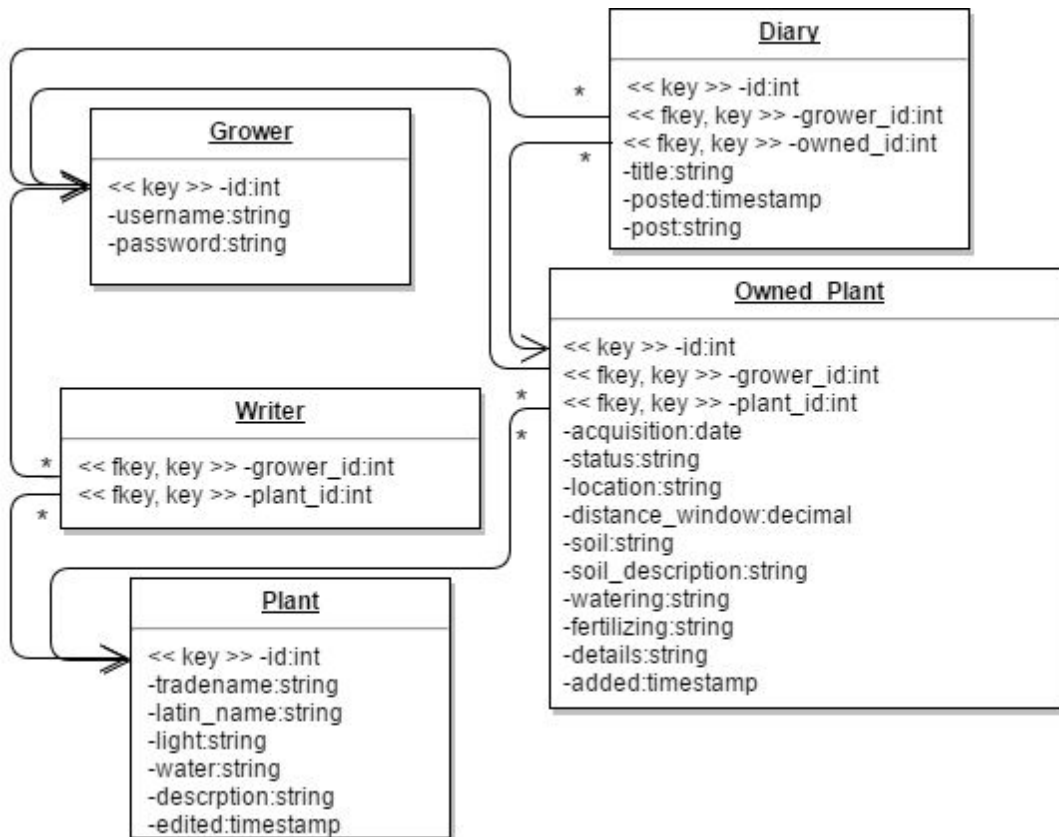 Diary
<< key >> -id:int
<< fkey, key >> -grower_id:int
<< fkey, key >> -owned_id:int
-title:string
-posted:timestamp
-post:string
*
*
Grower
<< key >> -id:int
-username:string
-password:string
Owned_Plant
<< key >> -id:int
<< fkey, key >> -grower_id:int
<< fkey, key >> -plant_id:int
-acquisition:date
-status:string
-location:string
-distance_window:decimal
-soil:string
-soil_description:string
-watering:string
-fertilizing:string
-details:string
-added:timestamp
*
*
Writer
<< fkey, key >> -grower_id:int
<< fkey, key >> -plant_id:int
*
*
Plant
<< key >> -id:int
-tradename:string
-latin_name:string
-light:string
-water:string
-descrption:string
-edited:timestamp